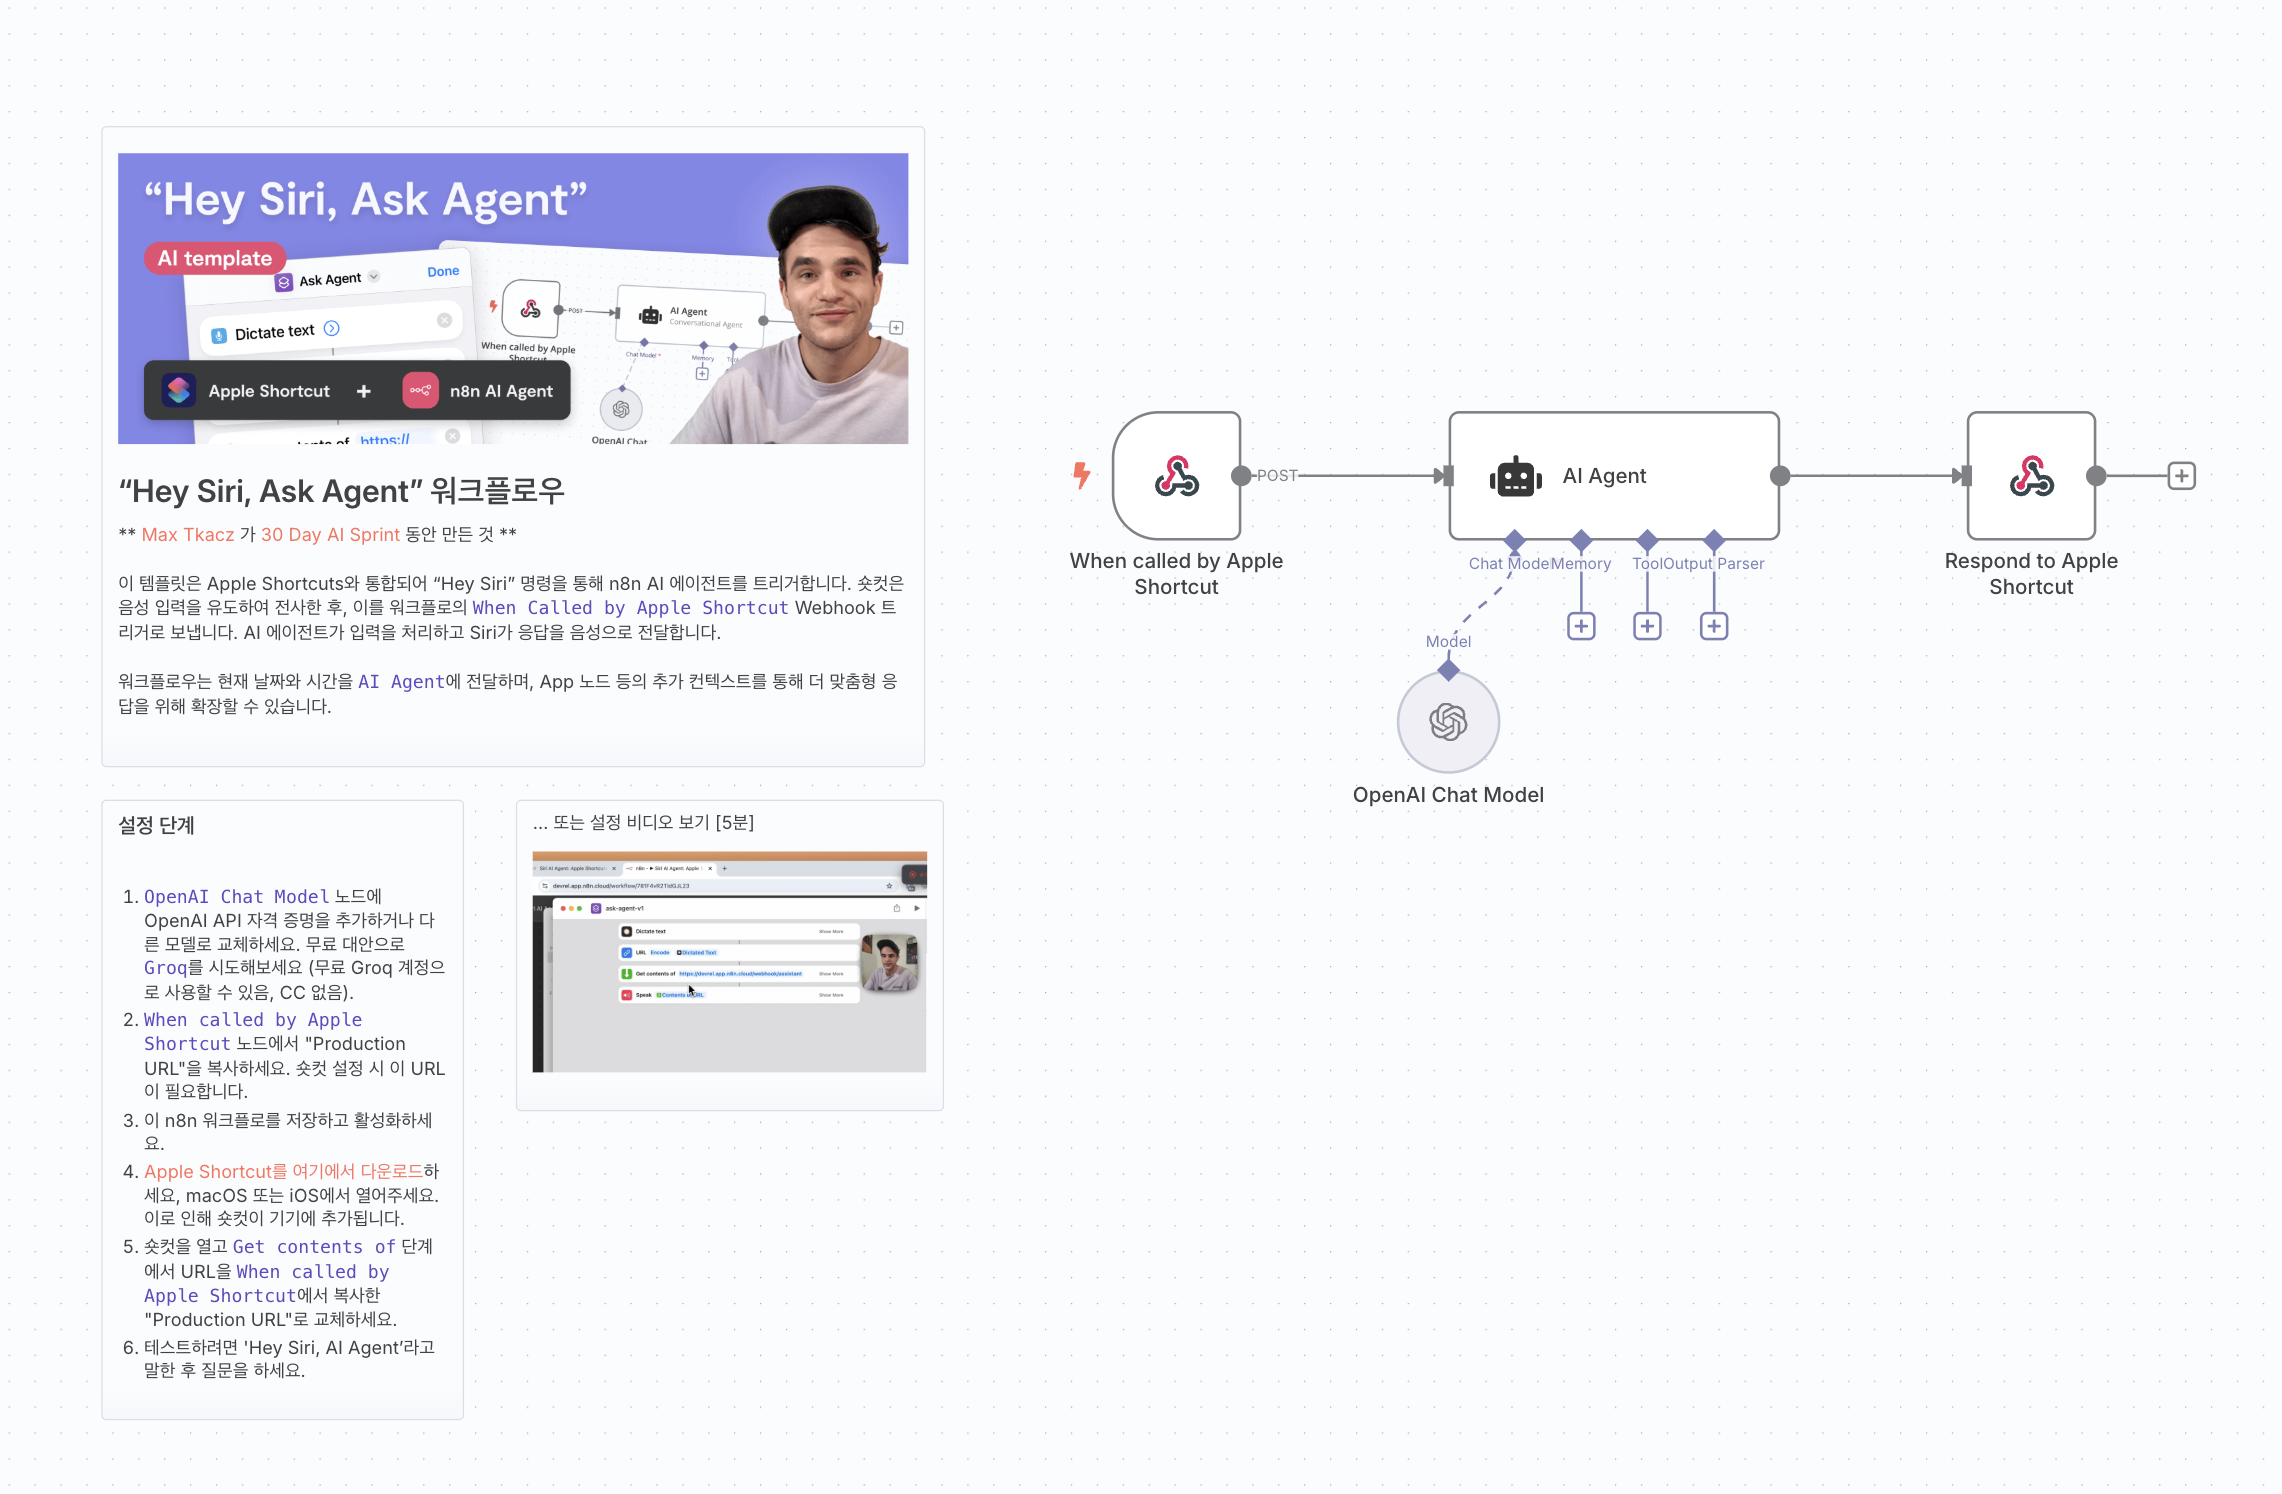 “Hey Siri, Ask Agent”
AI template
Ask Agent
Done
Dictate text
Apple Shortcut + n8n AI Agent
https://
When called by Apple
Shortcut
POST
AI Agent
Conversational Agent
Chat Model *
Memory
OpenAI Chat
“Hey Siri, Ask Agent” 워크플로우
** Max Tkacz 가 30 Day AI Sprint 동안 만든 것 **
이 템플릿은 Apple Shortcuts와 통합되어 “Hey Siri” 명령을 통해 n8n AI 에이전트를 트리거합니다. 숏컷은
음성 입력을 유도하여 전사한 후, 이를 워크플로의 When Called by Apple Shortcut Webhook 트
리거로 보냅니다. AI 에이전트가 입력을 처리하고 Siri가 응답을 음성으로 전달합니다.
워크플로우는 현재 날짜와 시간을 AI Agent에 전달하며, App 노드 등의 추가 컨텍스트를 통해 더 맞춤형 응
답을 위해 확장할 수 있습니다.
설정 단계
1. OpenAI Chat Model 노드에
OpenAI API 자격 증명을 추가하거나 다
른 모델로 교체하세요. 무료 대안으로
Groq를 시도해보세요 (무료 Groq 계정으
로 사용할 수 있음, CC 없음).
2. When called by Apple
Shortcut 노드에서 "Production
URL"을 복사하세요. 숏컷 설정 시 이 URL
이 필요합니다.
3. 이 n8n 워크플로를 저장하고 활성화하세
요.
4. Apple Shortcut를 여기에서 다운로드하
세요, macOS 또는 iOS에서 열어주세요.
이로 인해 숏컷이 기기에 추가됩니다.
5. 숏컷을 열고 Get contents of 단계
에서 URL을 When called by
Apple Shortcut에서 복사한
"Production URL"로 교체하세요.
6. 테스트하려면 'Hey Siri, AI Agent’라고
말한 후 질문을 하세요.
... 또는 설정 비디오 보기 [5분]
ask-agent-v1
Dictate text
Show More
URL Encode Dictated Text
Get contents of https://devrel.app.n8n.cloud/webhook/assistant
Show More
Speak Contents of URL
Show More
When called by Apple
Shortcut
POST
AI Agent
Chat Mode
Memory
Tool
Output Parser
Model
OpenAI Chat Model
Respond to Apple
Shortcut